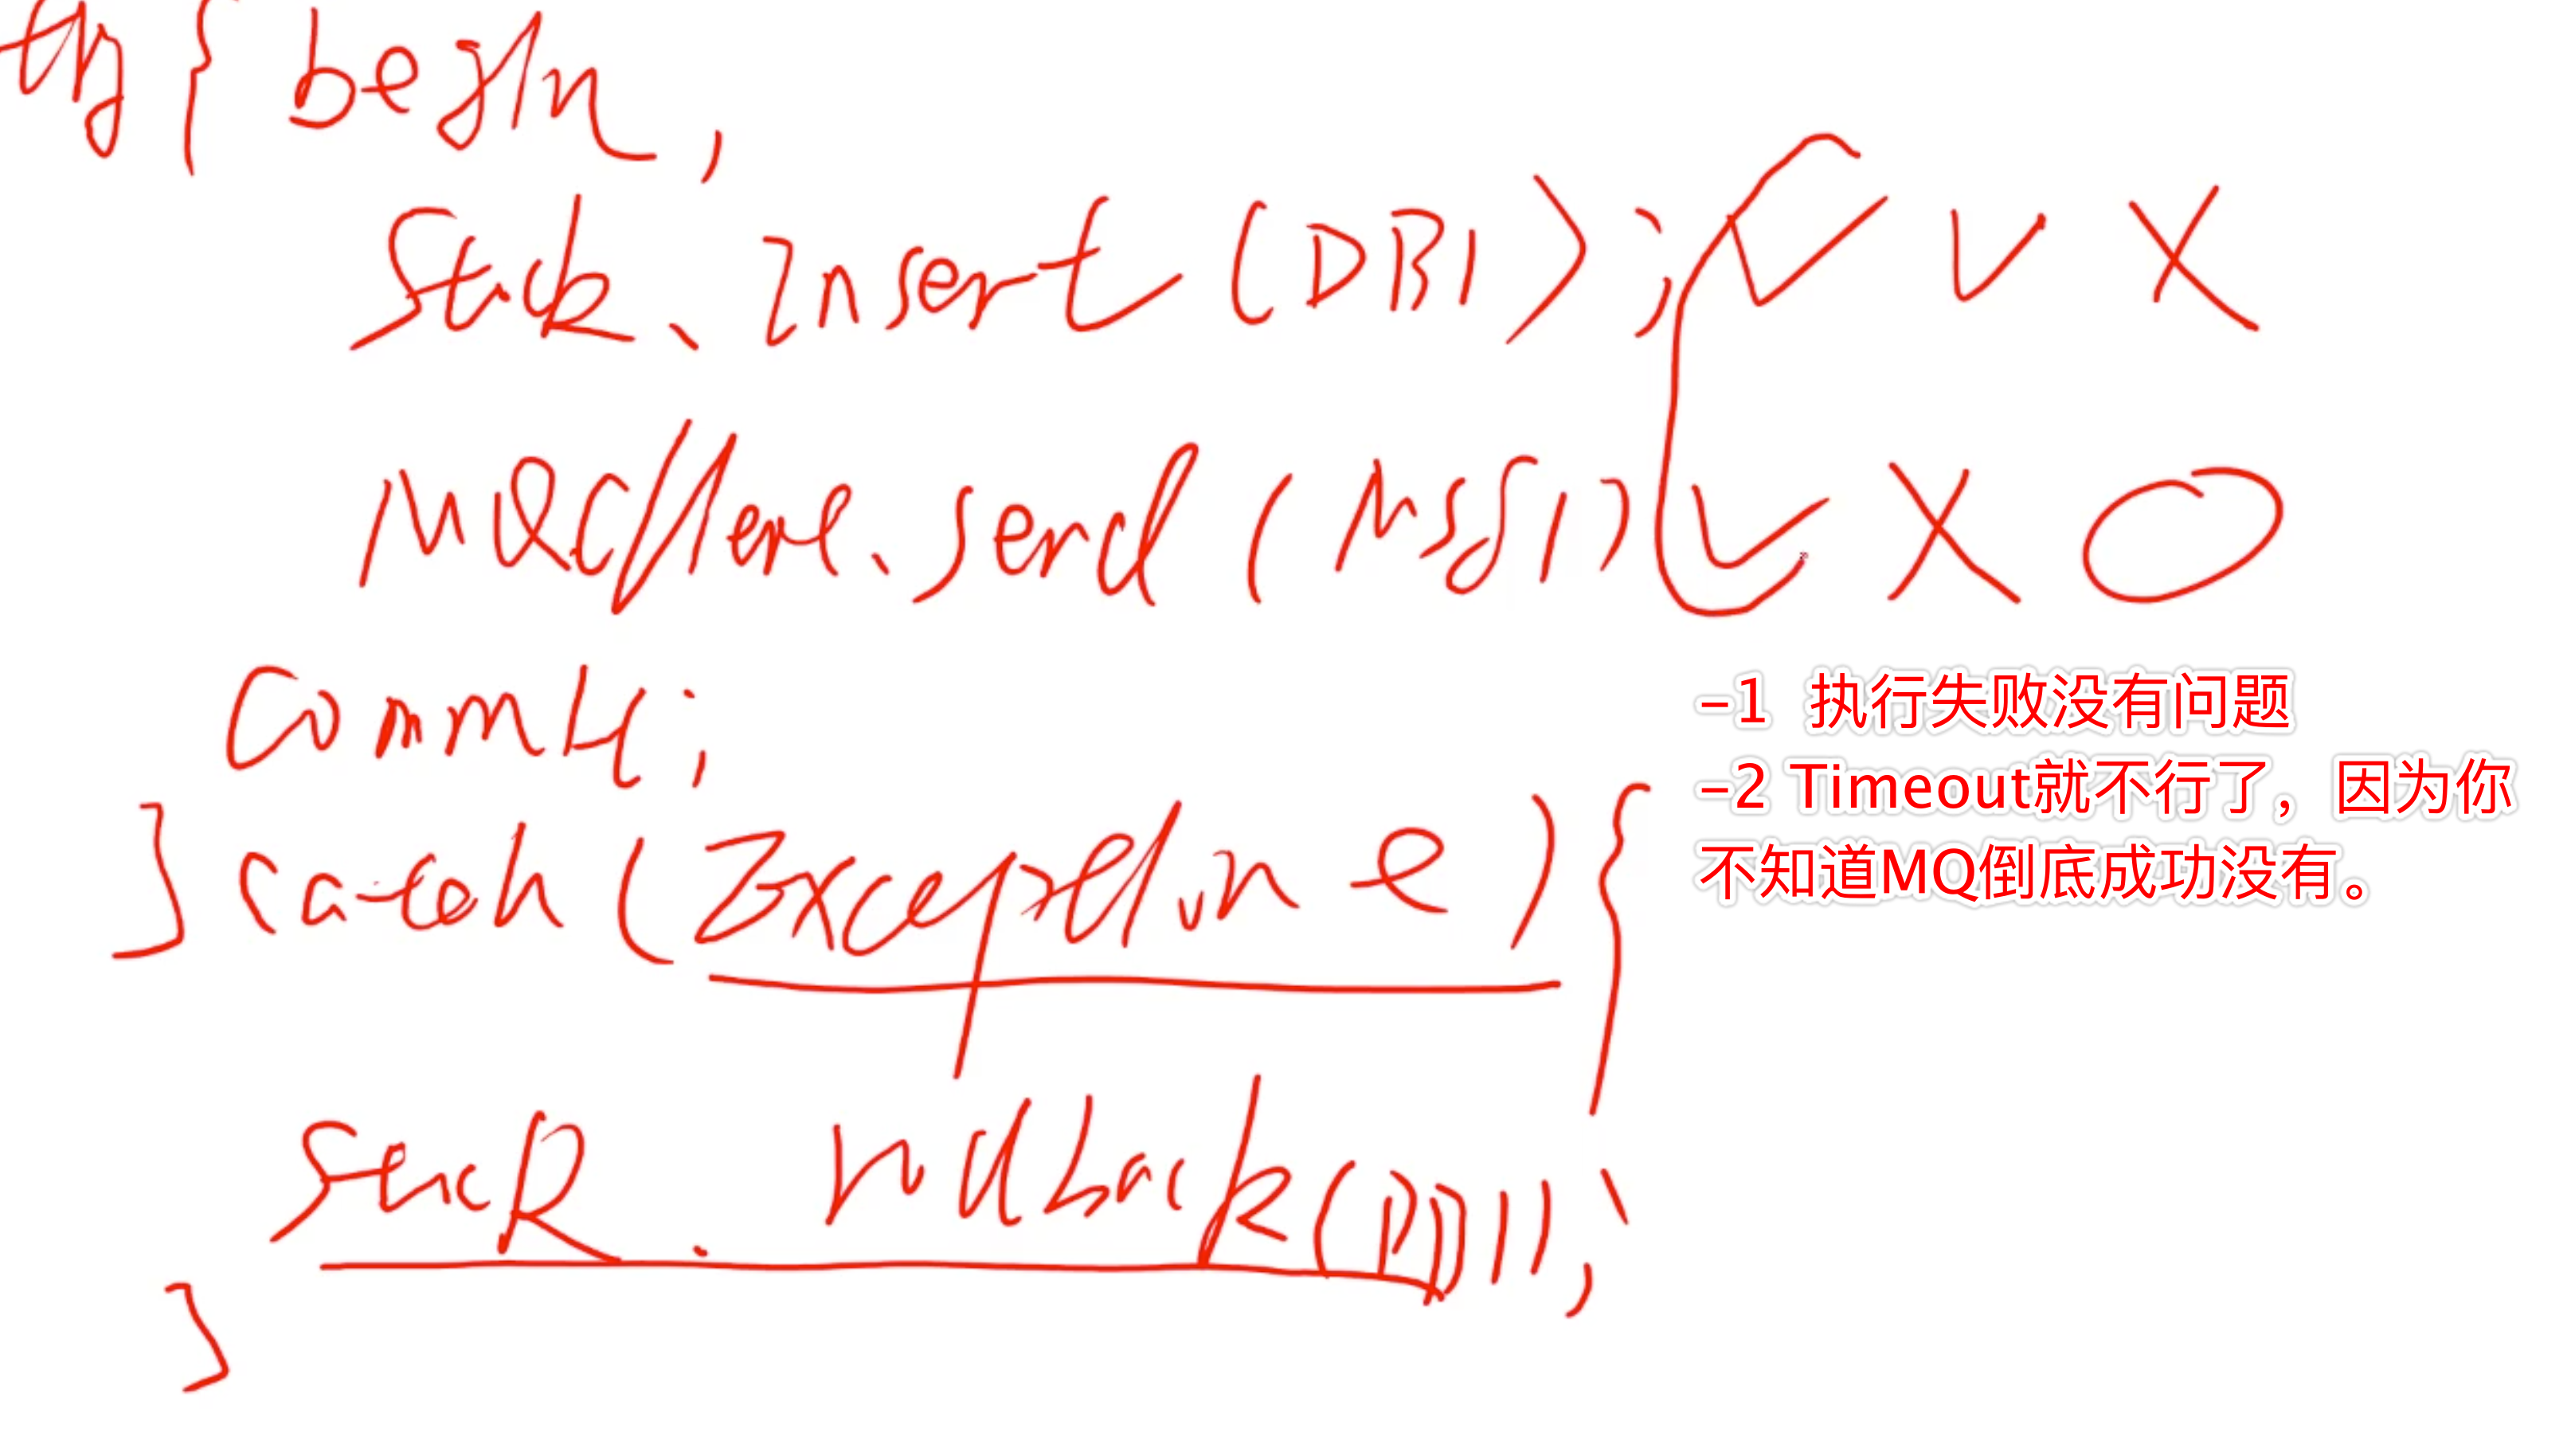 try { begin,
Stock. Insert (DB1); ✓ ✓ X
MQClient. send (Msg1) ✓ X O
Commit;
-1 执行失败没有问题
-2 Timeout就不行了，因为你
不知道MQ倒底成功没有。
} catch (Exception e) {
stock. rollback(DB1);
}